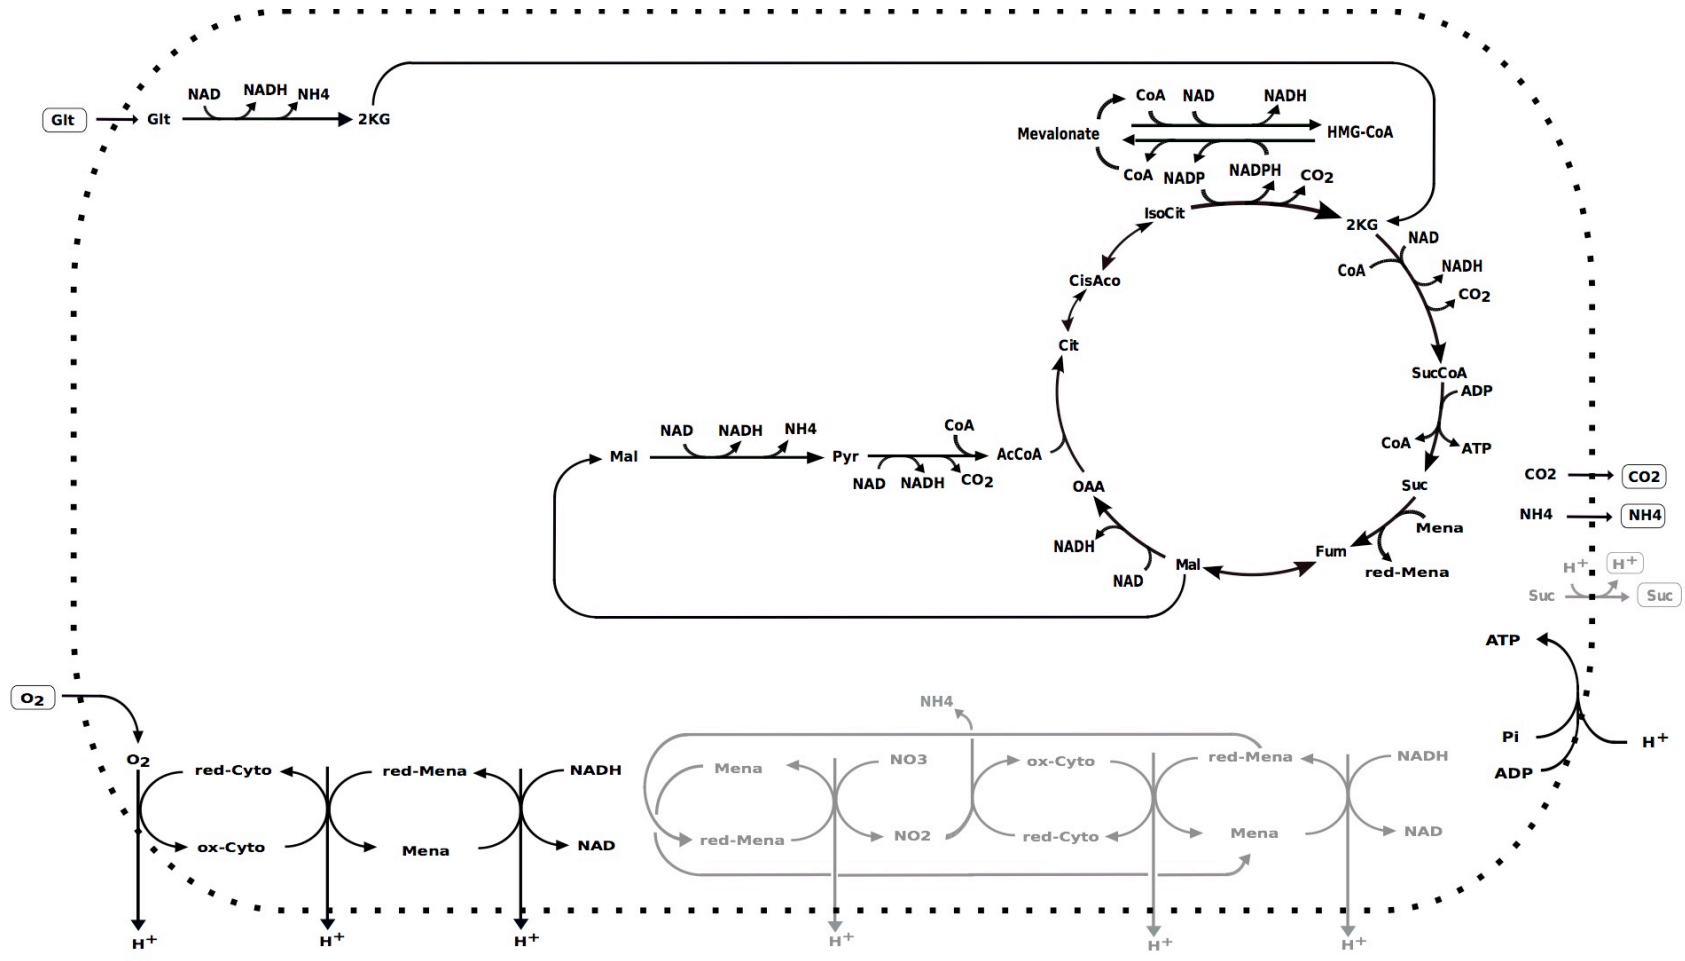 Glt
Glt
NAD
NADH
NH4
2KG
Mevalonate
CoA
NAD
NADH
HMG-CoA
CoA
NADP
NADPH
CO2
IsoCit
2KG
NAD
CoA
NADH
CO2
CisAco
Cit
SucCoA
ADP
CoA
ATP
Suc
Mena
red-Mena
Fum
Mal
NAD
NADH
OAA
Mal
NAD
NADH
NH4
Pyr
NAD
NADH
CO2
CoA
AcCoA
CO2
CO2
NH4
NH4
H+
H+
Suc
Suc
ATP
Pi
ADP
H+
O2
O2
red-Cyto
ox-Cyto
red-Mena
Mena
NADH
NAD
H+
H+
H+
NH4
Mena
red-Mena
NO3
NO2
ox-Cyto
red-Cyto
red-Mena
Mena
NADH
NAD
H+
H+
H+